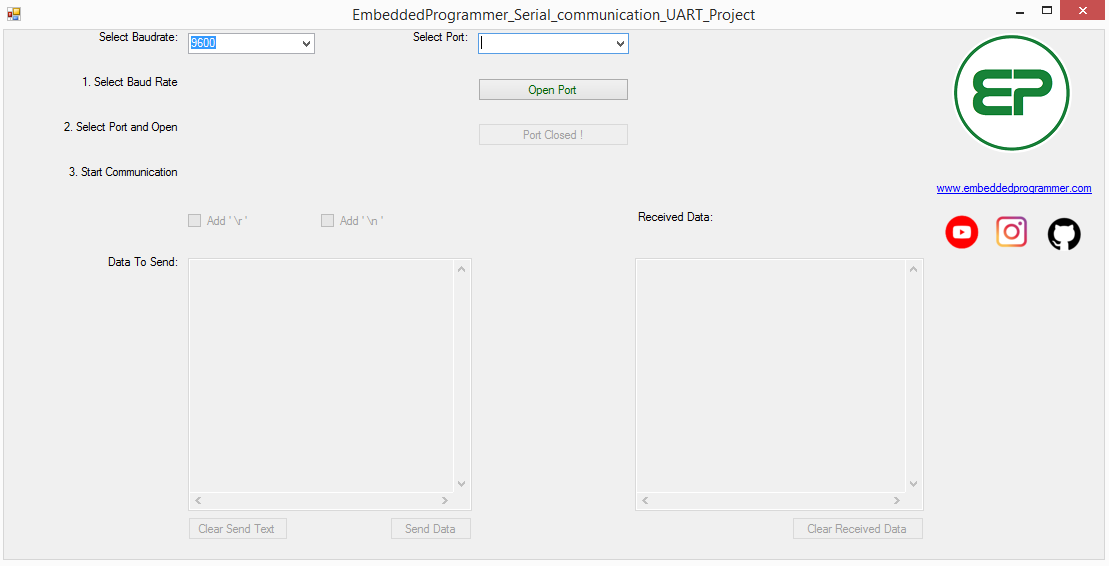 EmbeddedProgrammer_Serial_communication_UART_Project
Select Baudrate: 9600 Select Port:
EP
1. Select Baud Rate
Open Port
2. Select Port and Open
Port Closed !
3. Start Communication
www.embeddedprogrammer.com
Add ' \r ' Add ' \n ' Received Data:
Data To Send:
Clear Send Text Send Data Clear Received Data